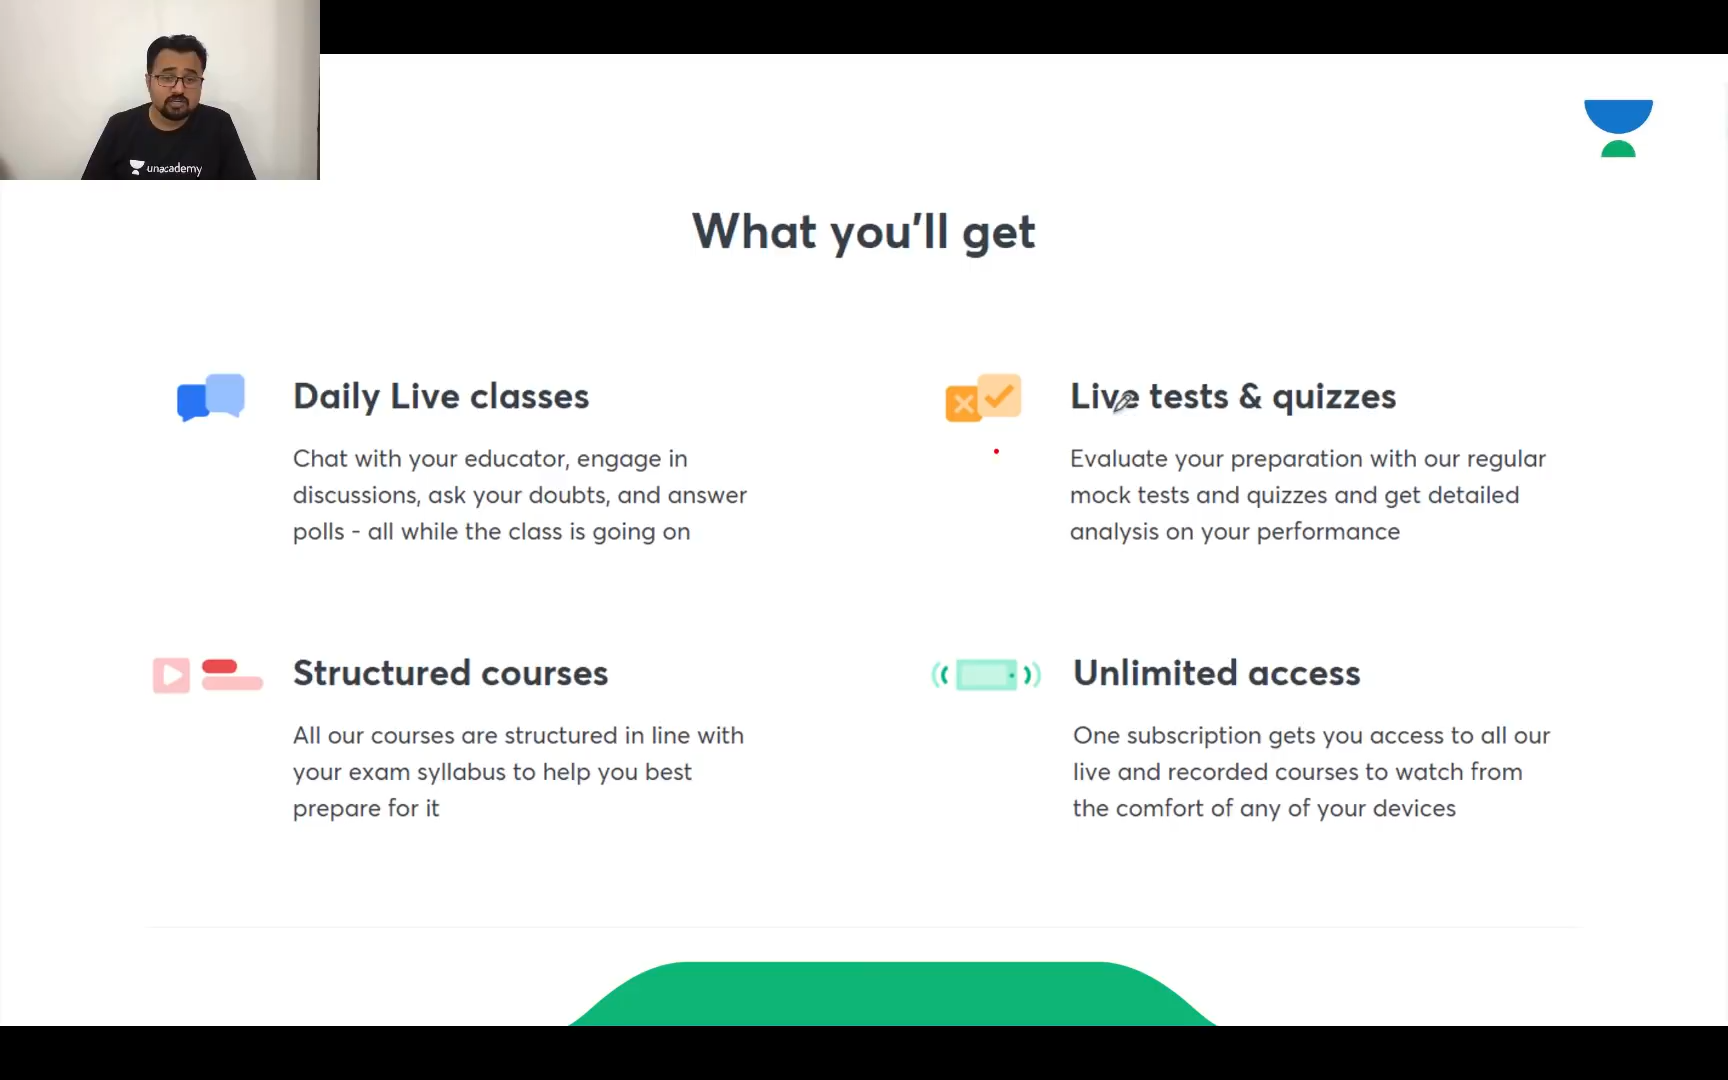 unacademy
What you'll get
Daily Live classes
Chat with your educator, engage in
discussions, ask your doubts, and answer
polls - all while the class is going on
Live tests & quizzes
Evaluate your preparation with our regular
mock tests and quizzes and get detailed
analysis on your performance
Structured courses
All our courses are structured in line with
your exam syllabus to help you best
prepare for it
Unlimited access
One subscription gets you access to all our
live and recorded courses to watch from
the comfort of any of your devices